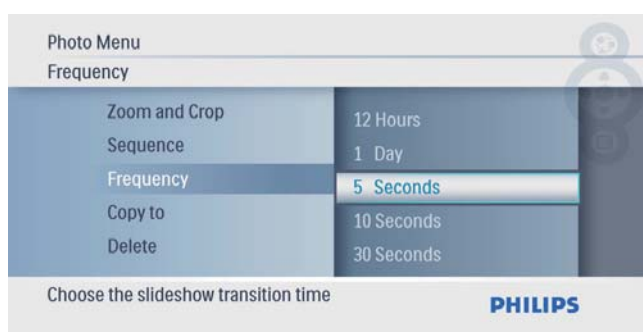 Photo Menu
Frequency
Zoom and Crop
Sequence
Frequency
Copy to
Delete
12 Hours
1 Day
5 Seconds
10 Seconds
30 Seconds
Choose the slideshow transition time
PHILIPS